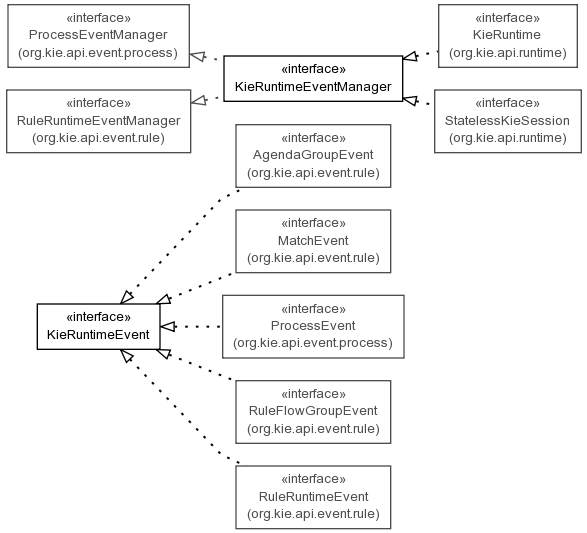 «interface»
ProcessEventManager
(org.kie.api.event.process)
«interface»
RuleRuntimeEventManager
(org.kie.api.event.rule)
«interface»
KieRuntimeEventManager
«interface»
KieRuntime
(org.kie.api.runtime)
«interface»
StatelessKieSession
(org.kie.api.runtime)
«interface»
AgendaGroupEvent
(org.kie.api.event.rule)
«interface»
MatchEvent
(org.kie.api.event.rule)
«interface»
KieRuntimeEvent
«interface»
ProcessEvent
(org.kie.api.event.process)
«interface»
RuleFlowGroupEvent
(org.kie.api.event.rule)
«interface»
RuleRuntimeEvent
(org.kie.api.event.rule)